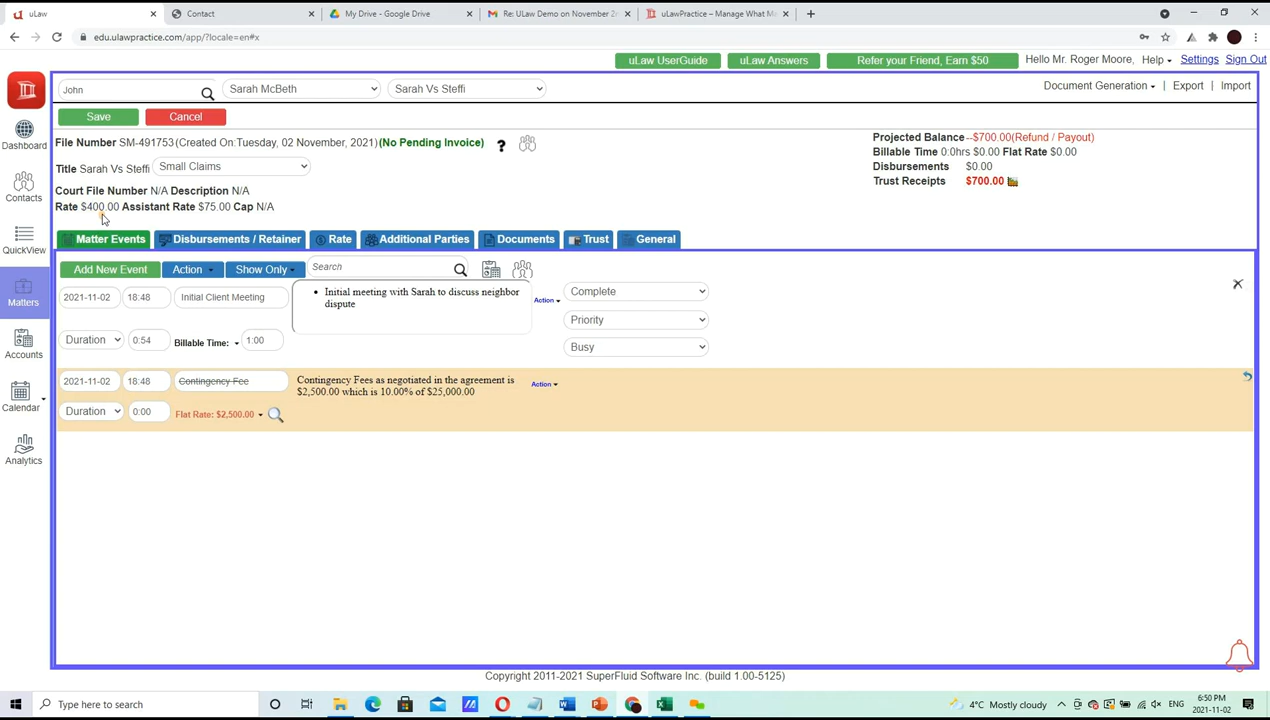 uLaw
Contact
My Drive - Google Drive
Re: ULaw Demo on November 2
uLawPractice – Manage What Ma
edu.ulawpractice.com/app/?locale=en#x
uLaw UserGuide
uLaw Answers
Refer your Friend, Earn $50
Hello Mr. Roger Moore, Help
Settings
Sign Out
John
Sarah McBeth
Sarah Vs Steffi
Document Generation
Export
Import
Save
Cancel
File Number SM-491753(Created On:Tuesday, 02 November, 2021)(No Pending Invoice) ?
Title Sarah Vs Steffi Small Claims
Court File Number N/A Description N/A
Rate $400.00 Assistant Rate $75.00 Cap N/A
Projected Balance--$700.00(Refund / Payout)
Billable Time 0:0hrs $0.00 Flat Rate $0.00
Disbursements $0.00
Trust Receipts $700.00
Dashboard
Contacts
QuickView
Matters
Accounts
Calendar
Analytics
Matter Events
Disbursements / Retainer
Rate
Additional Parties
Documents
Trust
General
Add New Event
Action
Show Only
Search
2021-11-02
18:48
Initial Client Meeting
Initial meeting with Sarah to discuss neighbor
dispute
Action
Complete
Priority
Busy
Duration
0:54
Billable Time:
1:00
2021-11-02
18:48
Contingency Fee
Contingency Fees as negotiated in the agreement is
$2,500.00 which is 10.00% of $25,000.00
Action
Duration
0:00
Flat Rate: $2,500.00
Copyright 2011-2021 SuperFluid Software Inc. (build 1.00-5125)
Type here to search
4°C Mostly cloudy
ENG
6:50 PM
2021-11-02